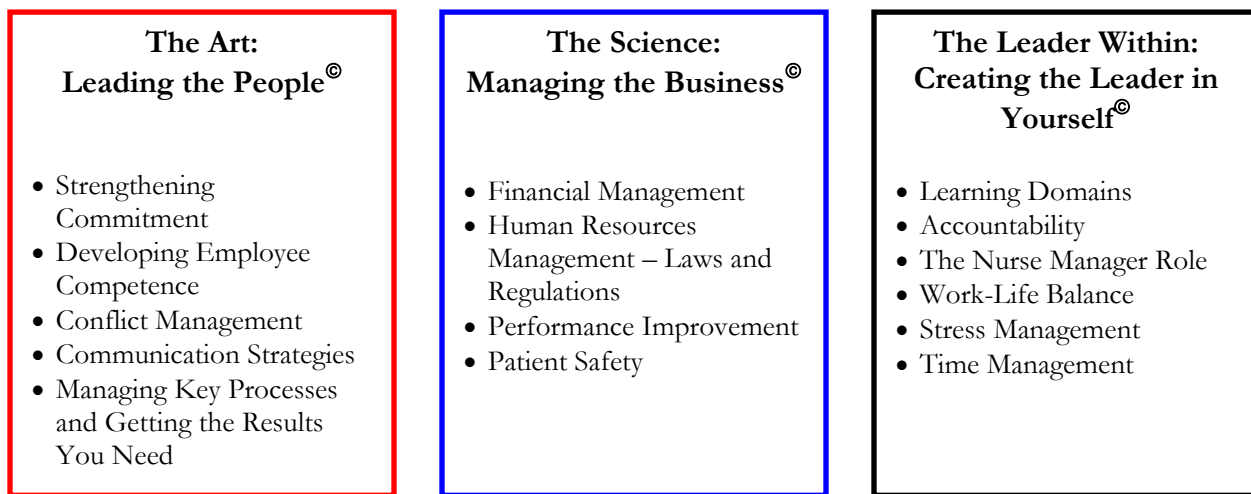 The Art:
Leading the People©
• Strengthening
Commitment
• Developing Employee
Competence
• Conflict Management
• Communication Strategies
• Managing Key Processes
and Getting the Results
You Need
The Science:
Managing the Business©
• Financial Management
• Human Resources
Management – Laws and
Regulations
• Performance Improvement
• Patient Safety
The Leader Within:
Creating the Leader in
Yourself©
• Learning Domains
• Accountability
• The Nurse Manager Role
• Work-Life Balance
• Stress Management
• Time Management